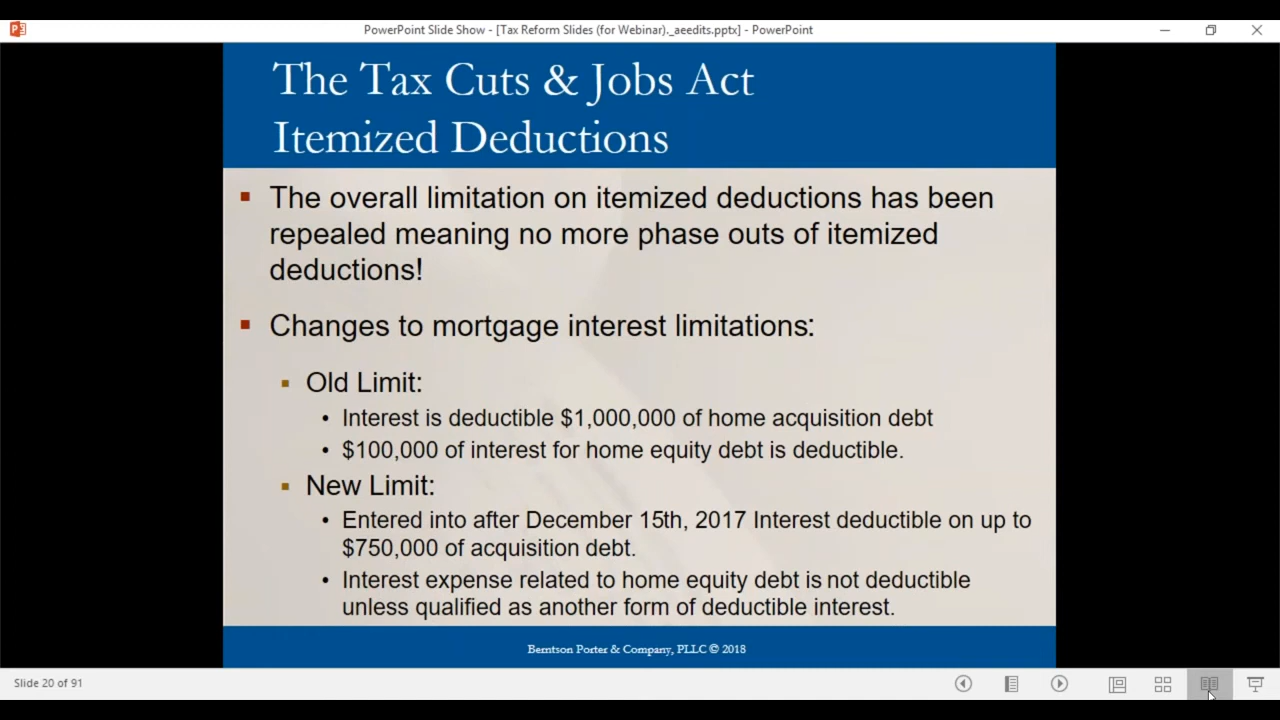 PowerPoint Slide Show - [Tax Reform Slides (for Webinar)._aeedits.pptx] - PowerPoint
The Tax Cuts & Jobs Act
Itemized Deductions
▪ The overall limitation on itemized deductions has been
repealed meaning no more phase outs of itemized
deductions!
▪ Changes to mortgage interest limitations:
▪ Old Limit:
• Interest is deductible $1,000,000 of home acquisition debt
• $100,000 of interest for home equity debt is deductible.
▪ New Limit:
• Entered into after December 15th, 2017 Interest deductible on up to
$750,000 of acquisition debt.
• Interest expense related to home equity debt is not deductible
unless qualified as another form of deductible interest.
Berntson Porter & Company, PLLC © 2018
Slide 20 of 91